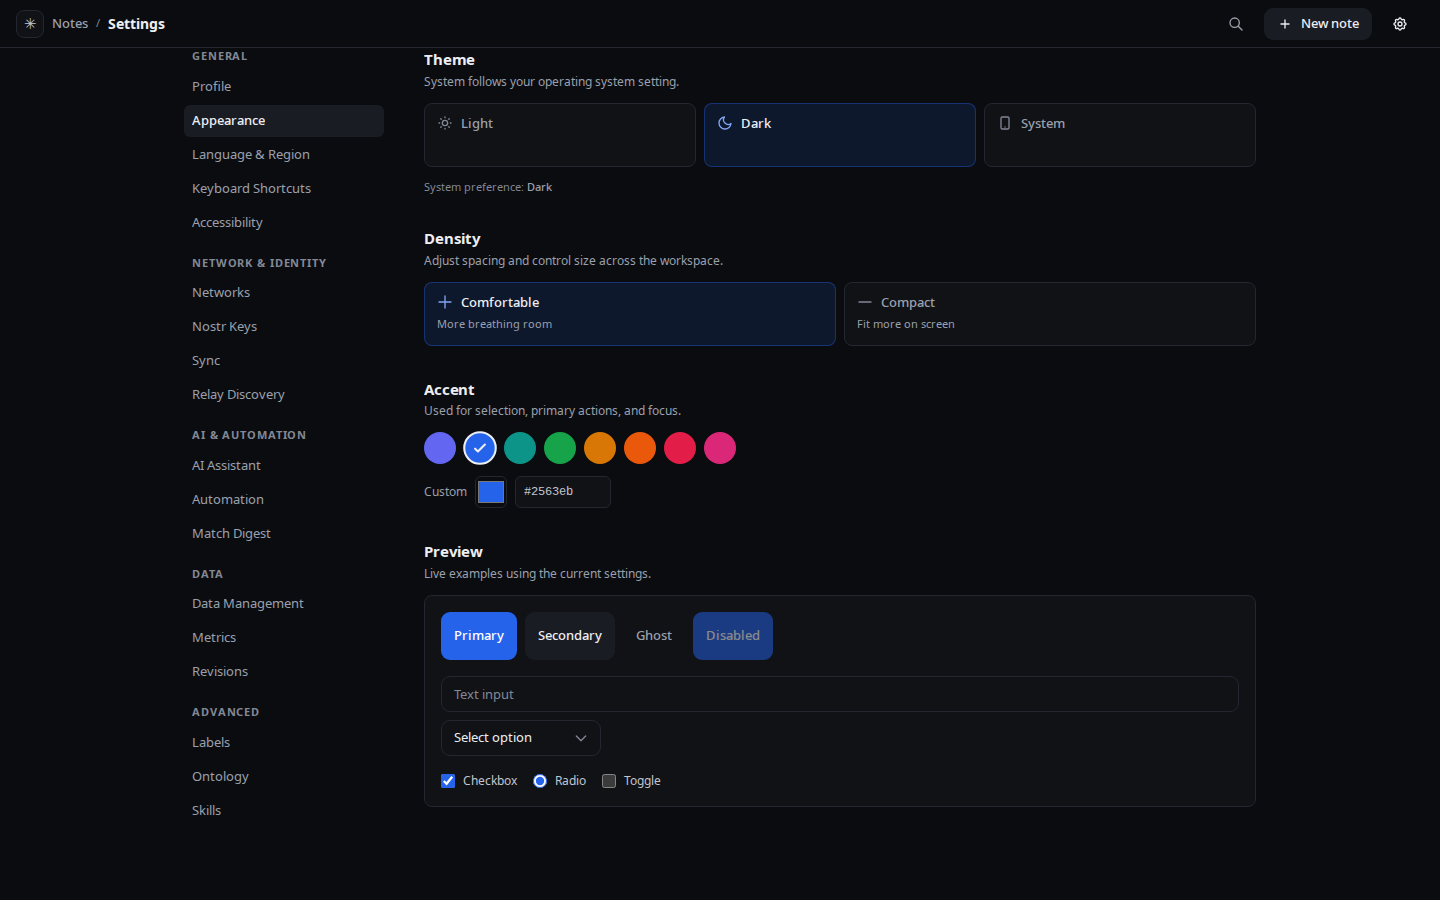 Notes / Settings
New note
GENERAL
Profile
Appearance
Language & Region
Keyboard Shortcuts
Accessibility
NETWORK & IDENTITY
Networks
Nostr Keys
Sync
Relay Discovery
AI & AUTOMATION
AI Assistant
Automation
Match Digest
DATA
Data Management
Metrics
Revisions
ADVANCED
Labels
Ontology
Skills
Theme
System follows your operating system setting.
Light
Dark
System
System preference: Dark
Density
Adjust spacing and control size across the workspace.
Comfortable
More breathing room
Compact
Fit more on screen
Accent
Used for selection, primary actions, and focus.
Custom
#2563eb
Preview
Live examples using the current settings.
Primary
Secondary
Ghost
Disabled
Text input
Select option
Checkbox
Radio
Toggle